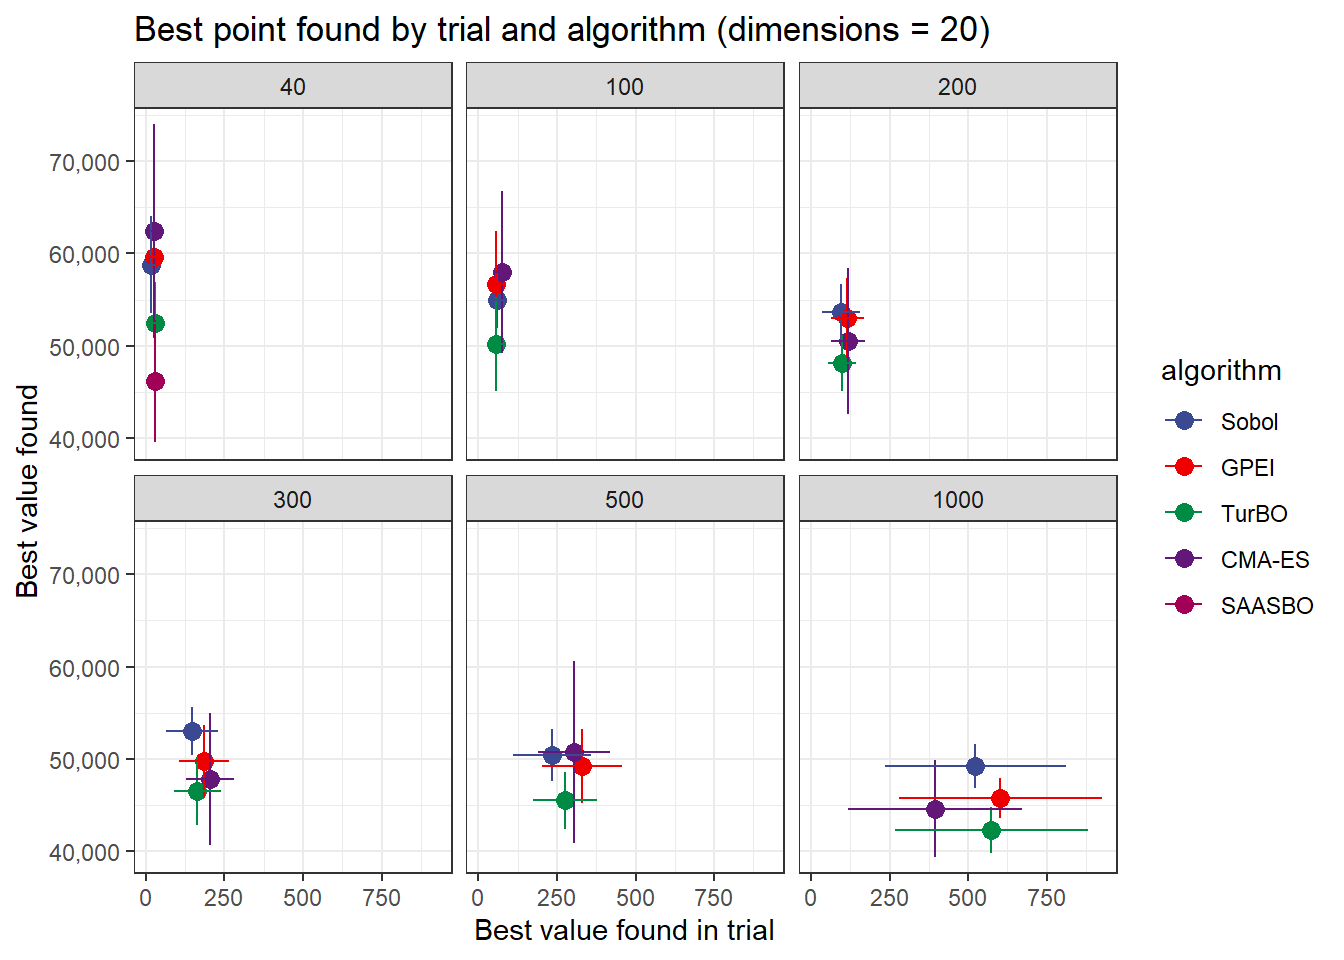 Best point found by trial and algorithm (dimensions = 20)
40
100
200
70,000
60,000
50,000
40,000
300
500
1000
70,000
60,000
50,000
40,000
0 250 500 750
0 250 500 750
0 250 500 750
Best value found in trial
Best value found
algorithm
Sobol
GPEI
TurBO
CMA-ES
SAASBO